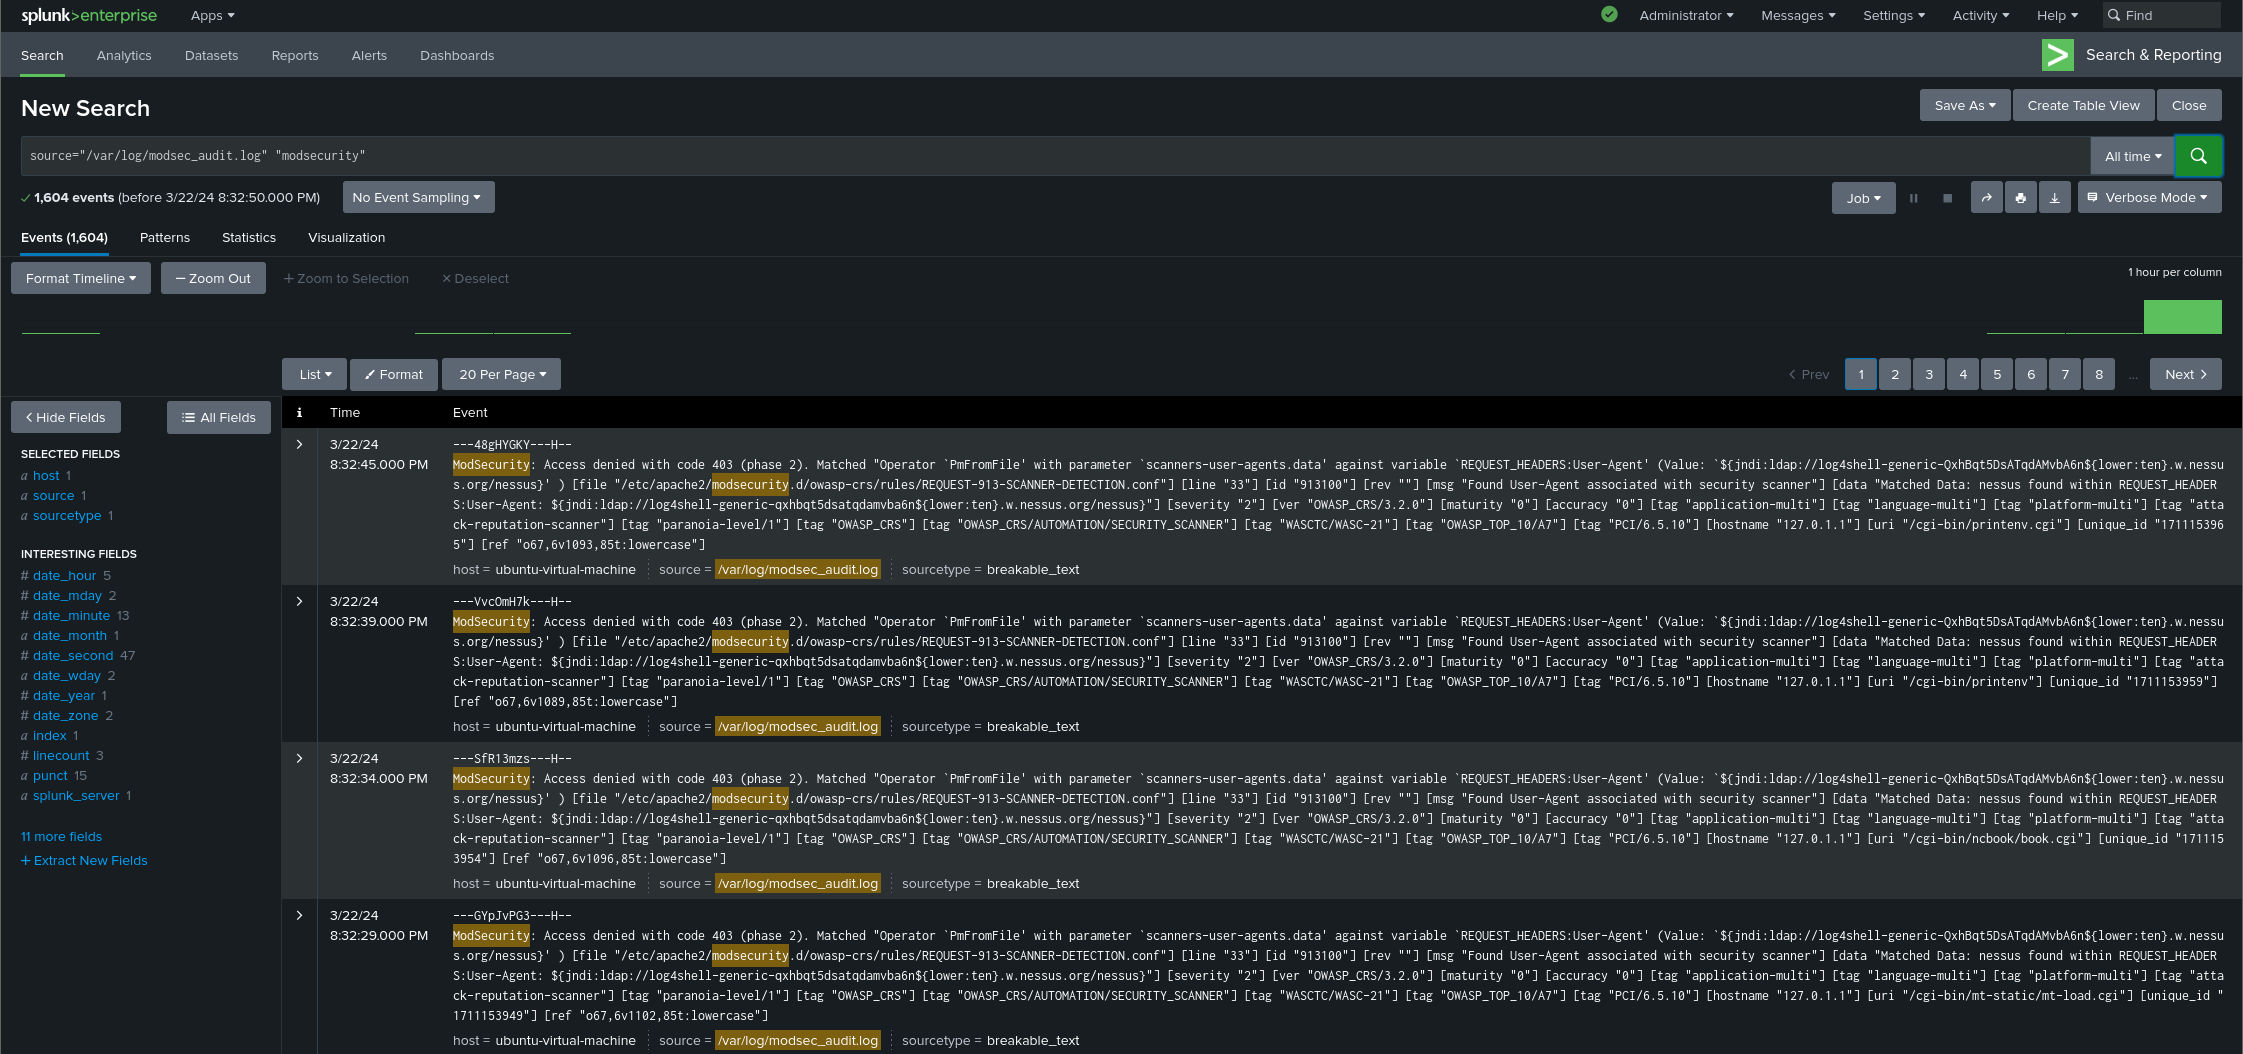 splunk>enterprise Apps Administrator Messages Settings Activity Help Find
Search Analytics Datasets Reports Alerts Dashboards Search & Reporting
New Search Save As Create Table View Close
source="/var/log/modsec_audit.log" "modsecurity" All time
1,604 events (before 3/22/24 8:32:50.000 PM) No Event Sampling Job Verbose Mode
Events (1,604) Patterns Statistics Visualization
Format Timeline Zoom Out + Zoom to Selection × Deselect 1 hour per column
List Format 20 Per Page < Prev 1 2 3 4 5 6 7 8 ... Next >
< Hide Fields All Fields
i Time Event
SELECTED FIELDS
a host 1
a source 1
a sourcetype 1
INTERESTING FIELDS
# date_hour 5
# date_mday 2
# date_minute 13
a date_month 1
# date_second 47
a date_wday 2
# date_year 1
# date_zone 2
a index 1
# linecount 3
a punct 15
a splunk_server 1
11 more fields
+ Extract New Fields
> 3/22/24 ---48gHYGKY---H--
8:32:45.000 PM ModSecurity: Access denied with code 403 (phase 2). Matched "Operator `PmFromFile' with parameter `scanners-user-agents.data' against variable `REQUEST_HEADERS:User-Agent' (Value: `${jndi:ldap://log4shell-generic-QxhBqt5DsATqdAMvbA6n${lower:ten}.w.nessu
s.org/nessus}' ) [file "/etc/apache2/modsecurity.d/owasp-crs/rules/REQUEST-913-SCANNER-DETECTION.conf"] [line "33"] [id "913100"] [rev ""] [msg "Found User-Agent associated with security scanner"] [data "Matched Data: nessus found within REQUEST_HEADER
S:User-Agent: ${jndi:ldap://log4shell-generic-qxhbqt5dsatqdamvba6n${lower:ten}.w.nessus.org/nessus}"] [severity "2"] [ver "OWASP_CRS/3.2.0"] [maturity "0"] [accuracy "0"] [tag "application-multi"] [tag "language-multi"] [tag "platform-multi"] [tag "atta
ck-reputation-scanner"] [tag "paranoia-level/1"] [tag "OWASP_CRS"] [tag "OWASP_CRS/AUTOMATION/SECURITY_SCANNER"] [tag "WASCTC/WASC-21"] [tag "OWASP_TOP_10/A7"] [tag "PCI/6.5.10"] [hostname "127.0.1.1"] [uri "/cgi-bin/printenv.cgi"] [unique_id "171115396
5"] [ref "o67,6v1093,85t:lowercase"]
host = ubuntu-virtual-machine source = /var/log/modsec_audit.log sourcetype = breakable_text
> 3/22/24 ---VvcOmH7k---H--
8:32:39.000 PM ModSecurity: Access denied with code 403 (phase 2). Matched "Operator `PmFromFile' with parameter `scanners-user-agents.data' against variable `REQUEST_HEADERS:User-Agent' (Value: `${jndi:ldap://log4shell-generic-QxhBqt5DsATqdAMvbA6n${lower:ten}.w.nessu
s.org/nessus}' ) [file "/etc/apache2/modsecurity.d/owasp-crs/rules/REQUEST-913-SCANNER-DETECTION.conf"] [line "33"] [id "913100"] [rev ""] [msg "Found User-Agent associated with security scanner"] [data "Matched Data: nessus found within REQUEST_HEADER
S:User-Agent: ${jndi:ldap://log4shell-generic-qxhbqt5dsatqdamvba6n${lower:ten}.w.nessus.org/nessus}"] [severity "2"] [ver "OWASP_CRS/3.2.0"] [maturity "0"] [accuracy "0"] [tag "application-multi"] [tag "language-multi"] [tag "platform-multi"] [tag "atta
ck-reputation-scanner"] [tag "paranoia-level/1"] [tag "OWASP_CRS"] [tag "OWASP_CRS/AUTOMATION/SECURITY_SCANNER"] [tag "WASCTC/WASC-21"] [tag "OWASP_TOP_10/A7"] [tag "PCI/6.5.10"] [hostname "127.0.1.1"] [uri "/cgi-bin/printenv"] [unique_id "1711153959"]
[ref "o67,6v1089,85t:lowercase"]
host = ubuntu-virtual-machine source = /var/log/modsec_audit.log sourcetype = breakable_text
> 3/22/24 ---SfR13mzs---H--
8:32:34.000 PM ModSecurity: Access denied with code 403 (phase 2). Matched "Operator `PmFromFile' with parameter `scanners-user-agents.data' against variable `REQUEST_HEADERS:User-Agent' (Value: `${jndi:ldap://log4shell-generic-QxhBqt5DsATqdAMvbA6n${lower:ten}.w.nessu
s.org/nessus}' ) [file "/etc/apache2/modsecurity.d/owasp-crs/rules/REQUEST-913-SCANNER-DETECTION.conf"] [line "33"] [id "913100"] [rev ""] [msg "Found User-Agent associated with security scanner"] [data "Matched Data: nessus found within REQUEST_HEADER
S:User-Agent: ${jndi:ldap://log4shell-generic-qxhbqt5dsatqdamvba6n${lower:ten}.w.nessus.org/nessus}"] [severity "2"] [ver "OWASP_CRS/3.2.0"] [maturity "0"] [accuracy "0"] [tag "application-multi"] [tag "language-multi"] [tag "platform-multi"] [tag "atta
ck-reputation-scanner"] [tag "paranoia-level/1"] [tag "OWASP_CRS"] [tag "OWASP_CRS/AUTOMATION/SECURITY_SCANNER"] [tag "WASCTC/WASC-21"] [tag "OWASP_TOP_10/A7"] [tag "PCI/6.5.10"] [hostname "127.0.1.1"] [uri "/cgi-bin/ncbook/book.cgi"] [unique_id "171115
3954"] [ref "o67,6v1096,85t:lowercase"]
host = ubuntu-virtual-machine source = /var/log/modsec_audit.log sourcetype = breakable_text
> 3/22/24 ---GYpJvPG3---H--
8:32:29.000 PM ModSecurity: Access denied with code 403 (phase 2). Matched "Operator `PmFromFile' with parameter `scanners-user-agents.data' against variable `REQUEST_HEADERS:User-Agent' (Value: `${jndi:ldap://log4shell-generic-QxhBqt5DsATqdAMvbA6n${lower:ten}.w.nessu
s.org/nessus}' ) [file "/etc/apache2/modsecurity.d/owasp-crs/rules/REQUEST-913-SCANNER-DETECTION.conf"] [line "33"] [id "913100"] [rev ""] [msg "Found User-Agent associated with security scanner"] [data "Matched Data: nessus found within REQUEST_HEADER
S:User-Agent: ${jndi:ldap://log4shell-generic-qxhbqt5dsatqdamvba6n${lower:ten}.w.nessus.org/nessus}"] [severity "2"] [ver "OWASP_CRS/3.2.0"] [maturity "0"] [accuracy "0"] [tag "application-multi"] [tag "language-multi"] [tag "platform-multi"] [tag "atta
ck-reputation-scanner"] [tag "paranoia-level/1"] [tag "OWASP_CRS"] [tag "OWASP_CRS/AUTOMATION/SECURITY_SCANNER"] [tag "WASCTC/WASC-21"] [tag "OWASP_TOP_10/A7"] [tag "PCI/6.5.10"] [hostname "127.0.1.1"] [uri "/cgi-bin/mt-static/mt-load.cgi"] [unique_id "
1711153949"] [ref "o67,6v1102,85t:lowercase"]
host = ubuntu-virtual-machine source = /var/log/modsec_audit.log sourcetype = breakable_text